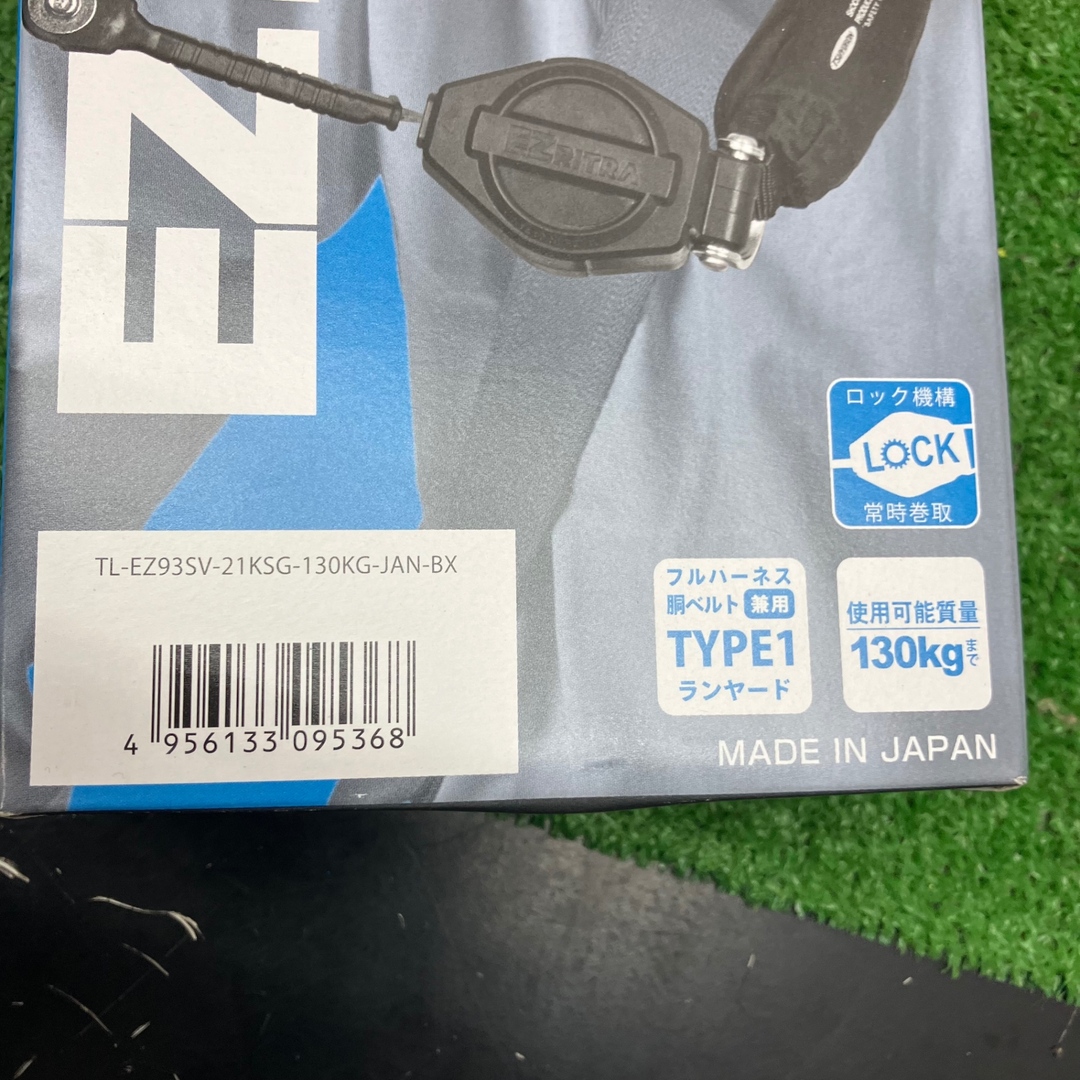 EZ
EZ RITRA
ロック機構
LOCK
常時巻取
TL-EZ93SV-21KSG-130KG-JAN-BX
4 956133 095368
フルハーネス
胴ベルト 兼用
TYPE1
ランヤード
使用可能質量
130kgまで
MADE IN JAPAN